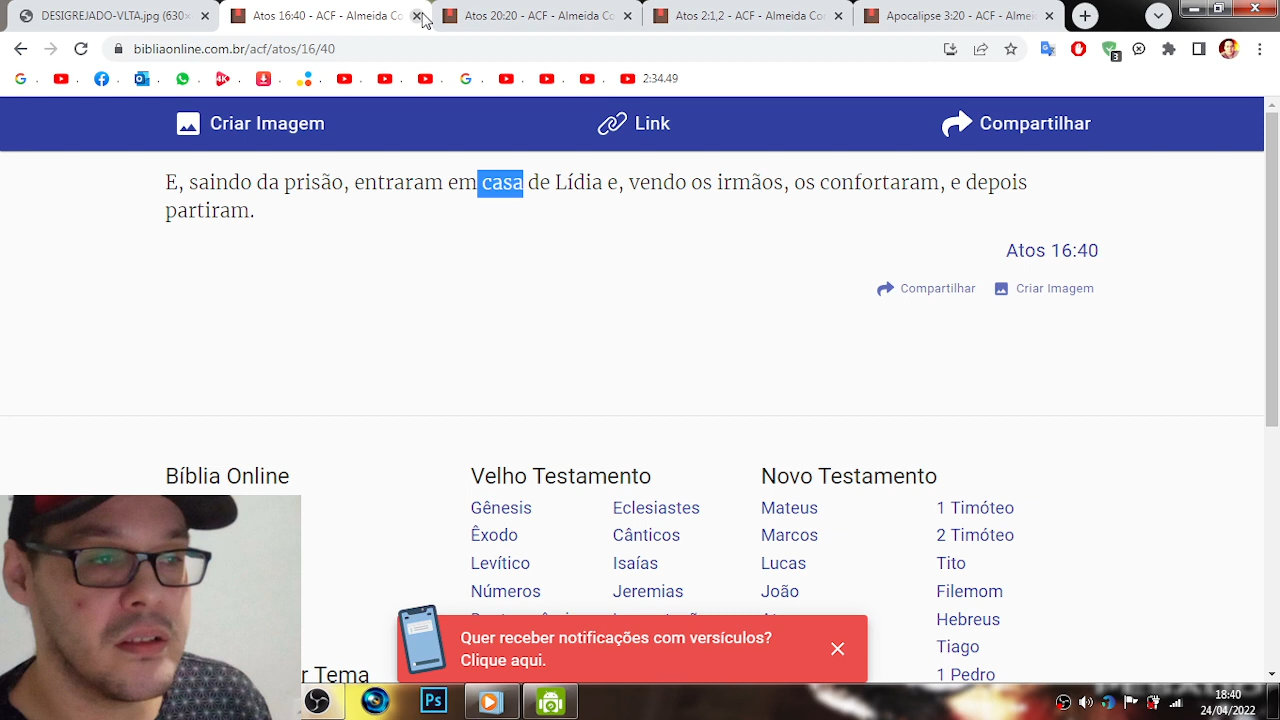 DESIGREJADO-VLTA.jpg (630×
Atos 16:40 - ACF - Almeida Co
Atos 20:20 - ACF - Almeida Co
Atos 2:1,2 - ACF - Almeida Co
Apocalipse 3:20 - ACF - Almei
bibliaonline.com.br/acf/atos/16/40
3
2:34.49
Criar Imagem
Link
Compartilhar
E, saindo da prisão, entraram em casa de Lídia e, vendo os irmãos, os confortaram, e depois
partiram.
Atos 16:40
Compartilhar
Criar Imagem
Bíblia Online
Velho Testamento
Novo Testamento
Gênesis
Eclesiastes
Mateus
1 Timóteo
Êxodo
Cânticos
Marcos
2 Timóteo
Levítico
Isaías
Lucas
Tito
Números
Jeremias
João
Filemom
Hebreus
Tiago
1 Pedro
r Tema
Quer receber notificações com versículos?
Clique aqui.
Ps
18:40
24/04/2022